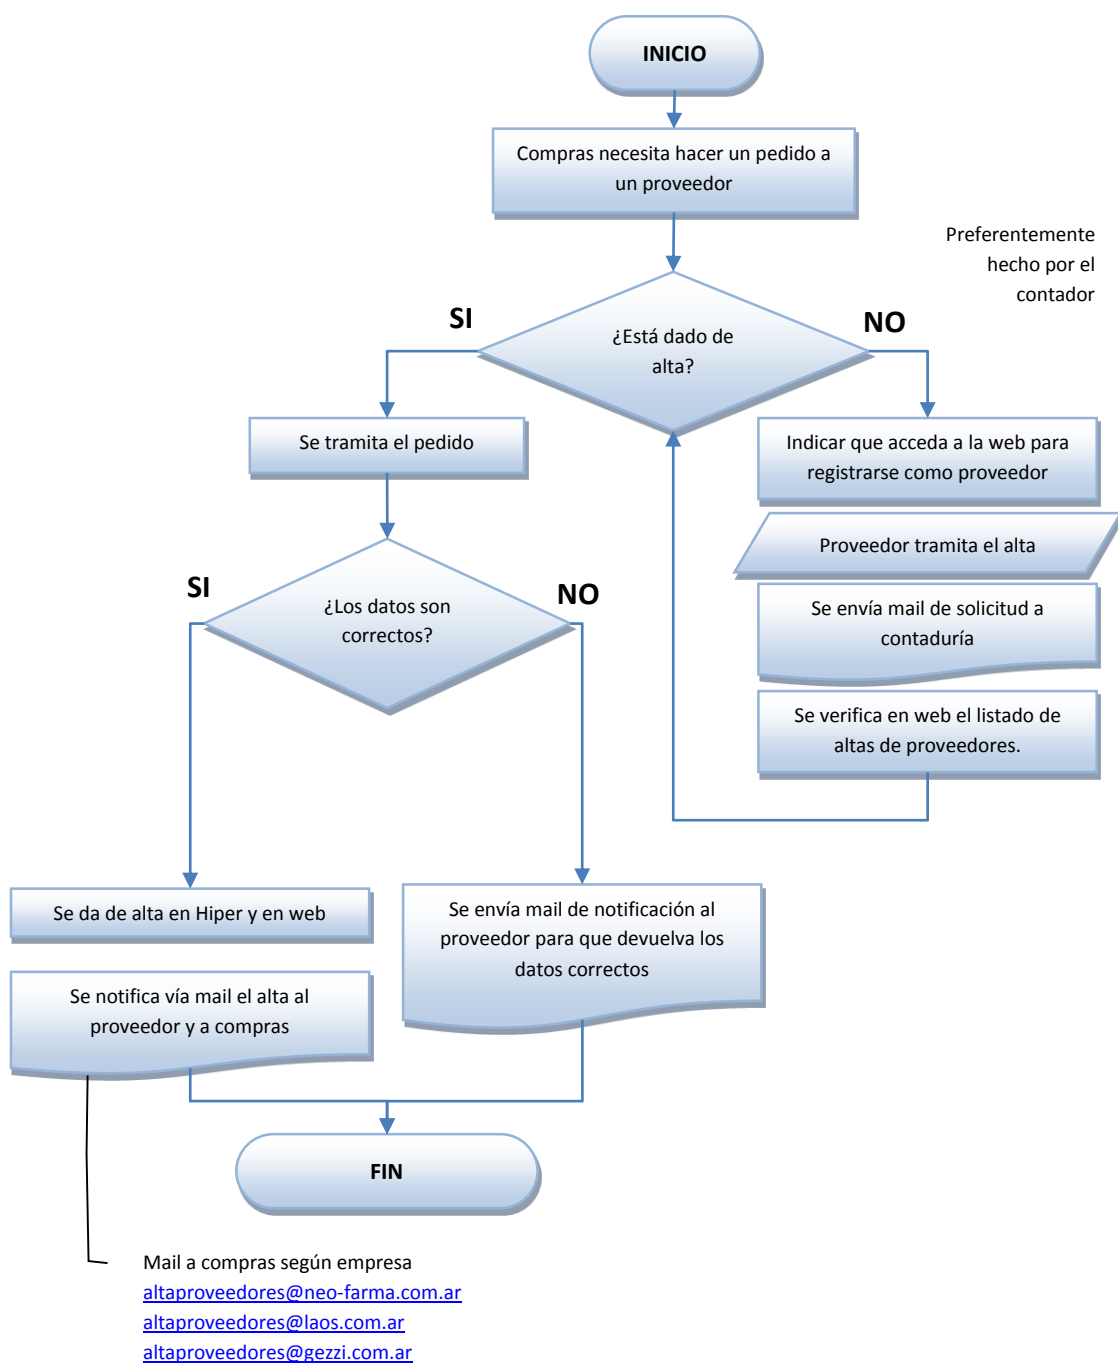 INICIO
Compras necesita hacer un pedido a
un proveedor
Preferentemente
hecho por el
contador
SI
NO
¿Está dado de
alta?
Se tramita el pedido
Indicar que acceda a la web para
registrarse como proveedor
Proveedor tramita el alta
SI
NO
¿Los datos son
correctos?
Se envía mail de solicitud a
contaduría
Se verifica en web el listado de
altas de proveedores.
Se da de alta en Hiper y en web
Se envía mail de notificación al
proveedor para que devuelva los
datos correctos
Se notifica vía mail el alta al
proveedor y a compras
FIN
Mail a compras según empresa
altaproveedores@neo-farma.com.ar
altaproveedores@laos.com.ar
altaproveedores@gezzi.com.ar